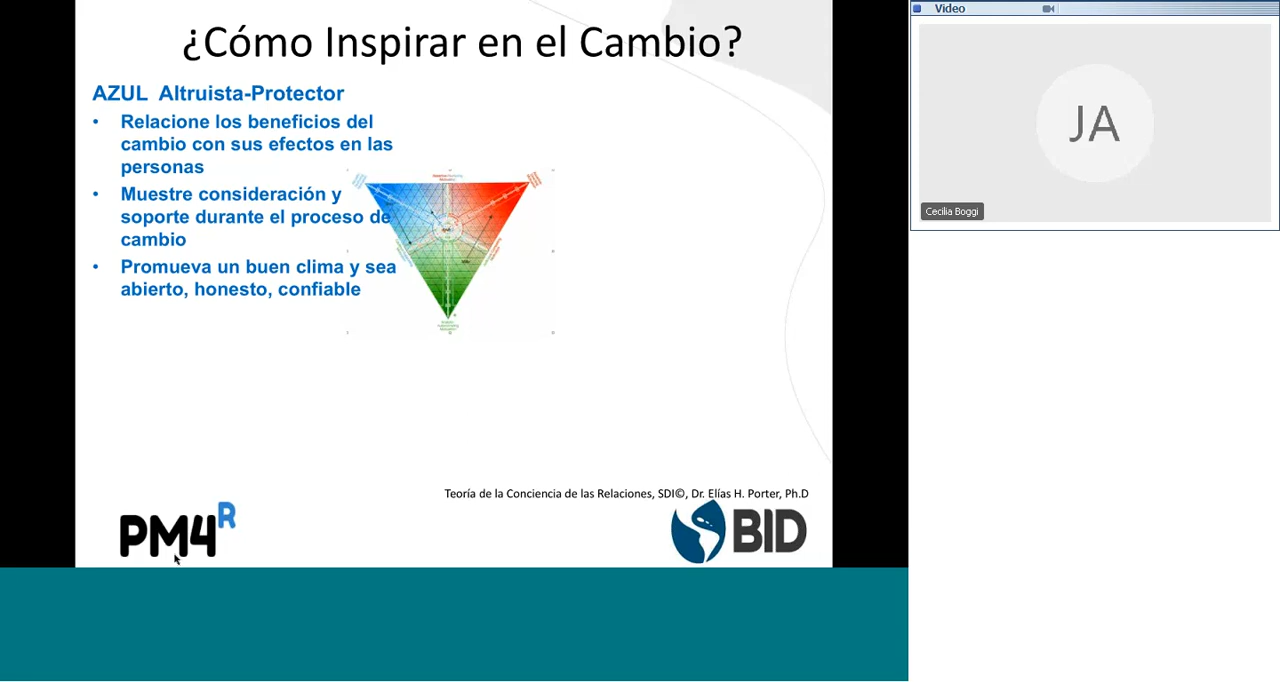 ¿Cómo Inspirar en el Cambio?
AZUL Altruista-Protector
• Relacione los beneficios del
cambio con sus efectos en las
personas
• Muestre consideración y
soporte durante el proceso de
cambio
• Promueva un buen clima y sea
abierto, honesto, confiable
Teoría de la Conciencia de las Relaciones, SDI©, Dr. Elías H. Porter, Ph.D
PM4R
BID
Video
JA
Cecilia Boggi